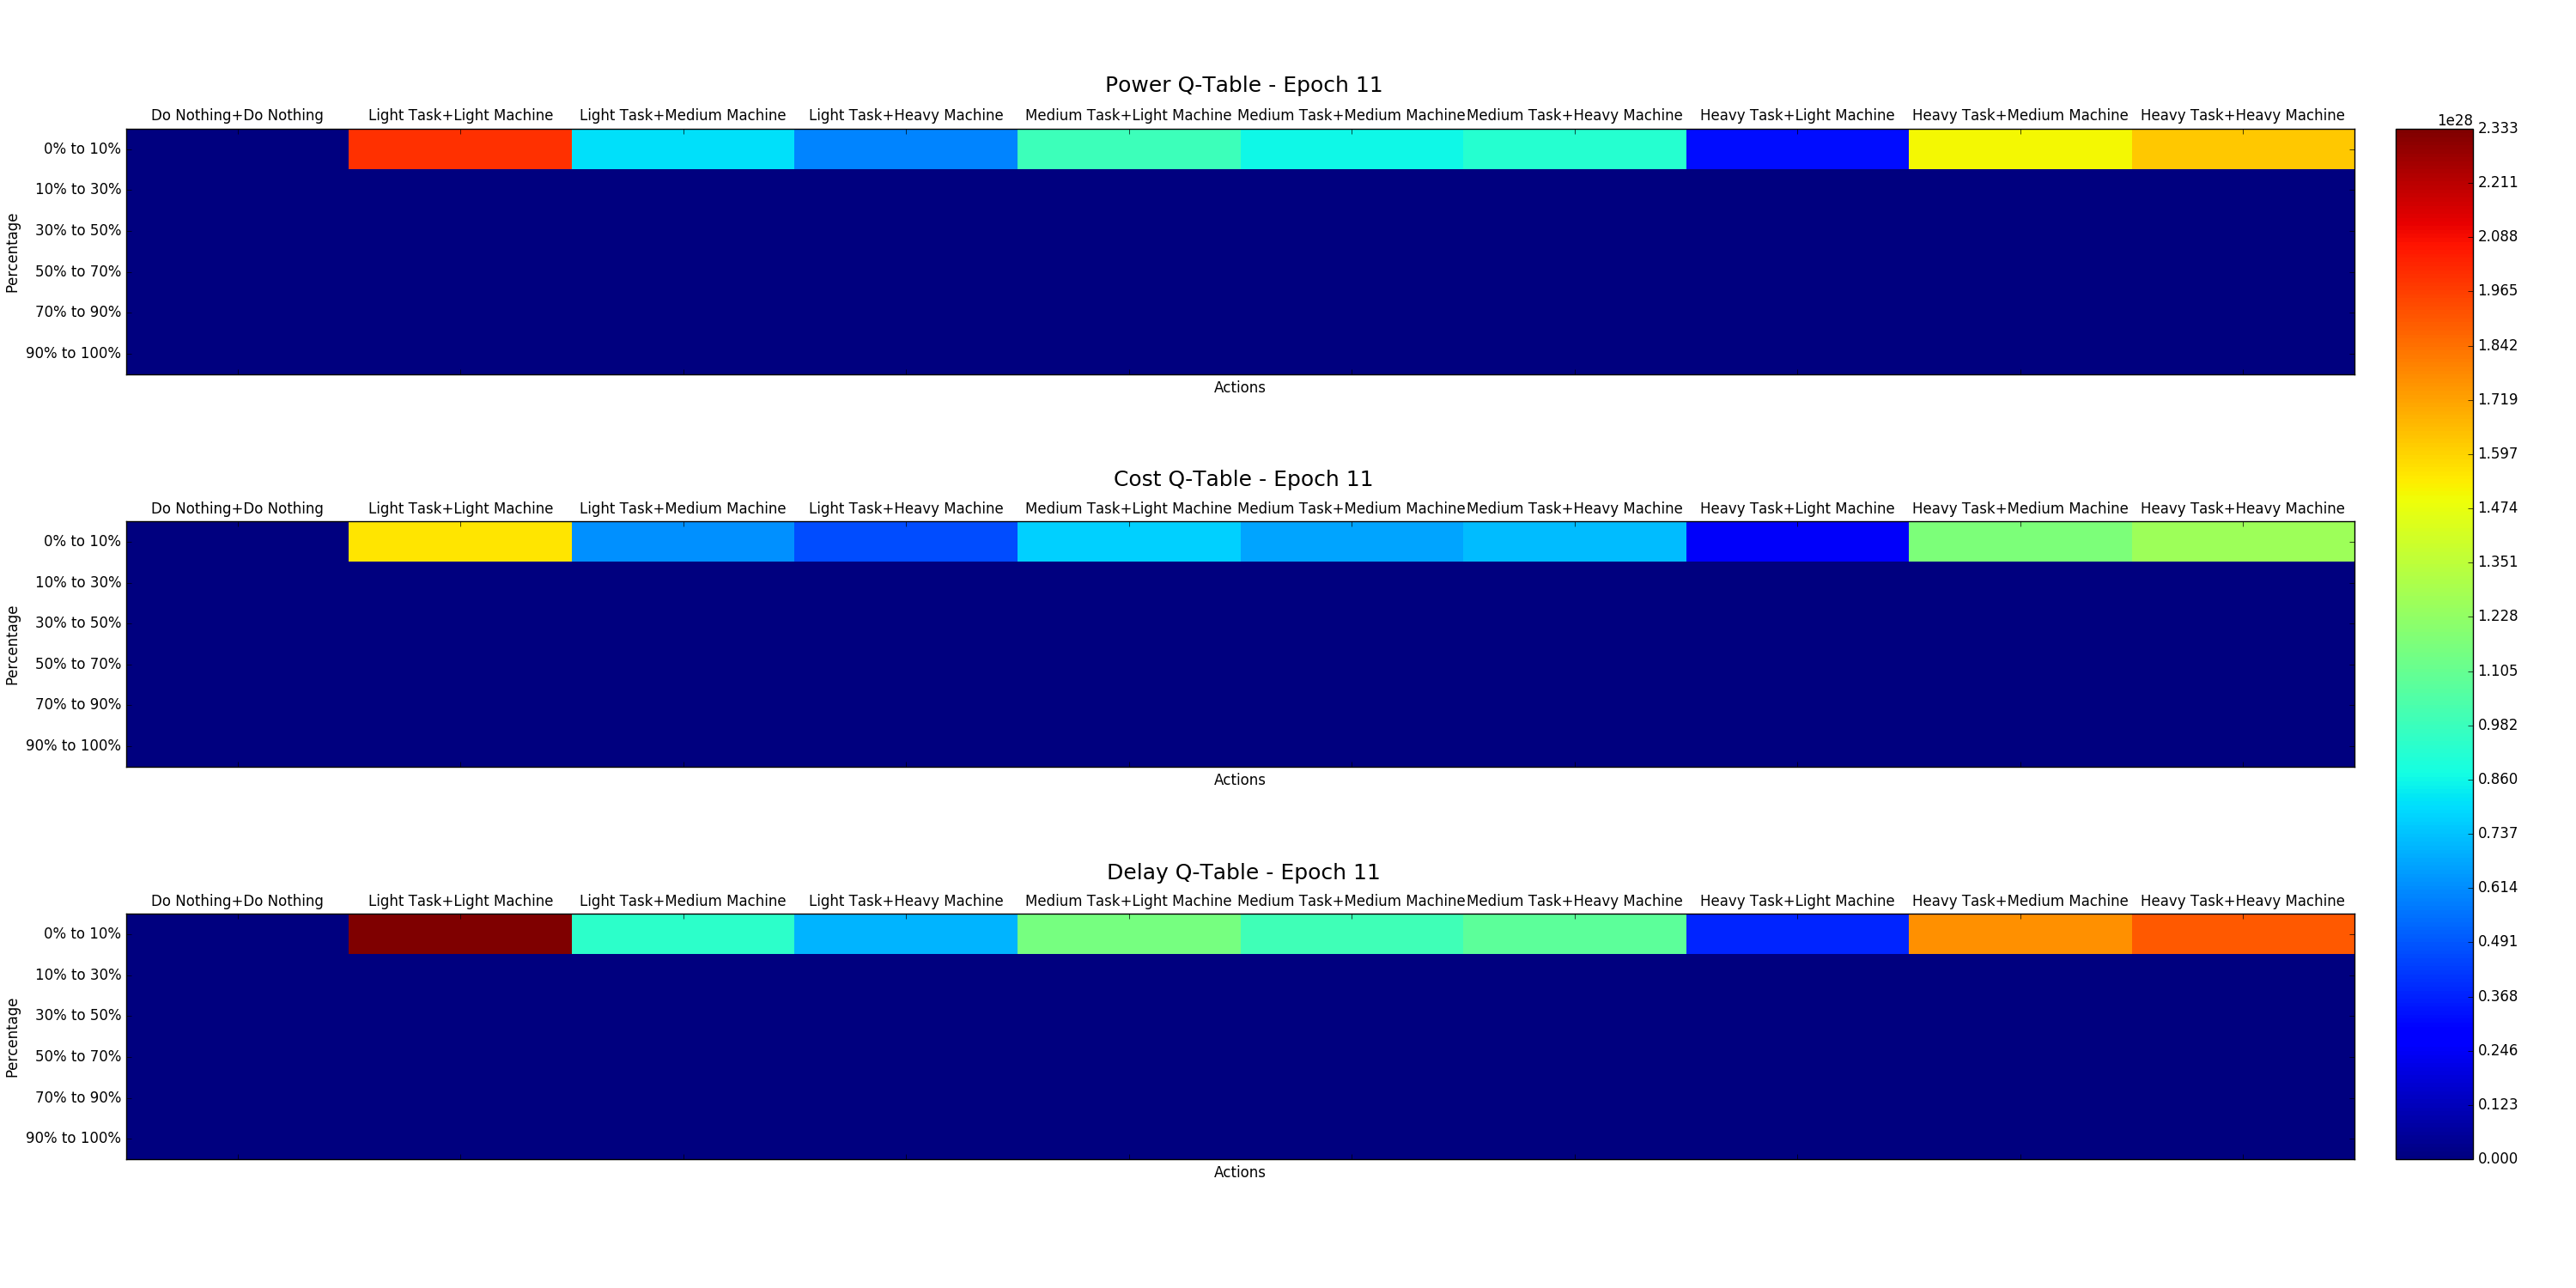 Power Q-Table - Epoch 11
Do Nothing+Do Nothing Light Task+Light Machine Light Task+Medium Machine Light Task+Heavy Machine Medium Task+Light Machine Medium Task+Medium Machine Medium Task+Heavy Machine Heavy Task+Light Machine Heavy Task+Medium Machine Heavy Task+Heavy Machine
0% to 10%
10% to 30%
30% to 50%
50% to 70%
70% to 90%
90% to 100%
Percentage
Actions
Cost Q-Table - Epoch 11
Do Nothing+Do Nothing Light Task+Light Machine Light Task+Medium Machine Light Task+Heavy Machine Medium Task+Light Machine Medium Task+Medium Machine Medium Task+Heavy Machine Heavy Task+Light Machine Heavy Task+Medium Machine Heavy Task+Heavy Machine
0% to 10%
10% to 30%
30% to 50%
50% to 70%
70% to 90%
90% to 100%
Percentage
Actions
Delay Q-Table - Epoch 11
Do Nothing+Do Nothing Light Task+Light Machine Light Task+Medium Machine Light Task+Heavy Machine Medium Task+Light Machine Medium Task+Medium Machine Medium Task+Heavy Machine Heavy Task+Light Machine Heavy Task+Medium Machine Heavy Task+Heavy Machine
0% to 10%
10% to 30%
30% to 50%
50% to 70%
70% to 90%
90% to 100%
Percentage
Actions
1e28
2.333
2.211
2.088
1.965
1.842
1.719
1.597
1.474
1.351
1.228
1.105
0.982
0.860
0.737
0.614
0.491
0.368
0.246
0.123
0.000